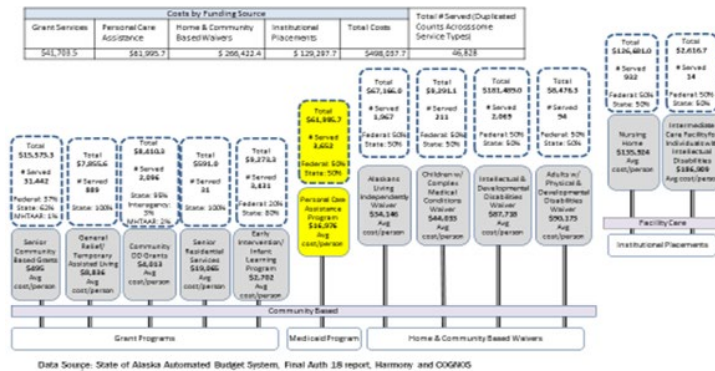 Costs by Funding Source
Grant Services
Personal Care
Assistance
Home & Community
Based Waivers
Institutional
Placements
Total Costs
Total # Served (Duplicated
Counts Across some
Service Types)
$41,703.5
$61,995.7
$ 266,422.4
$ 129,297.7
46,828
Total
$15,575.3
# Served
31,442
Federal 37%
State: 62%
MHTAAR: 1%
Senior
Community
Based Grants
$495
Avg
cost/person
Total
$7,855.6
# Served
889
State: 100%
General
Relief/
Temporary
Assisted Living
$8,836
Avg
cost/person
Total
$8,410.3
# Served
2,096
State: 95%
Interagency:
3%
MHTAAR: 2%
Community
DD Grants
$4,013
Avg
cost/person
Total
$591.0
# Served
31
State: 100%
Senior
Residential
Services
$19,065
Avg
cost/person
Total
# Served
3,431
Federal 20%
State: 80%
Early
Intervention/
Infant
Learning
Program
$2,702
Avg
cost/person
Total
$61,995.7
# Served
3,652
Federal 50%
State: 50%
Personal Care
Assistance
Program
$16,976
Avg
cost/person
Total
$67,166.0
# Served
1,967
Federal 50%
State: 50%
Alaskans
Living
Independently
Waiver
$34,146
Avg
cost/person
Total
$9,291.1
# Served
211
Federal 50%
State: 50%
Children w/
Complex
Medical
Conditions
Waiver
$44,033
Avg
cost/person
Total
$181,489.0
# Served
2,069
Federal 50%
State: 50%
Intellectual &
Developmental
Disabilities
Waiver
$87,718
Avg
cost/person
Total
$8,476.3
# Served
94
Federal 50%
State: 50%
Adults w/
Physical &
Developmental
Disabilities
Waiver
$90,173
Avg
cost/person
Total
$126,681.0
# Served
932
Federal 50%
State: 50%
Nursing
Home
$135,924
Avg
cost/person
Total
$2,616.7
# Served
14
Federal: 50%
State: 50%
Intermediate
Care Facility for
Individuals with
Intellectual
Disabilities
Avg
cost/person
Facility Care
Institutional Placements
Community Based
Grant Programs
Medicaid Program
Home & Community Based Waivers
Data Source: State of Alaska Automated Budget System, Final Auth 18 report, Harmony and COGNOS